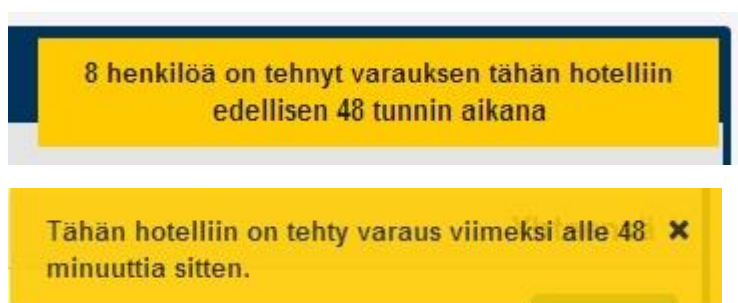 8 henkilöä on tehnyt varauksen tähän hotelliin
edellisen 48 tunnin aikana
Tähän hotelliin on tehty varaus viimeksi alle 48
minuuttia sitten.